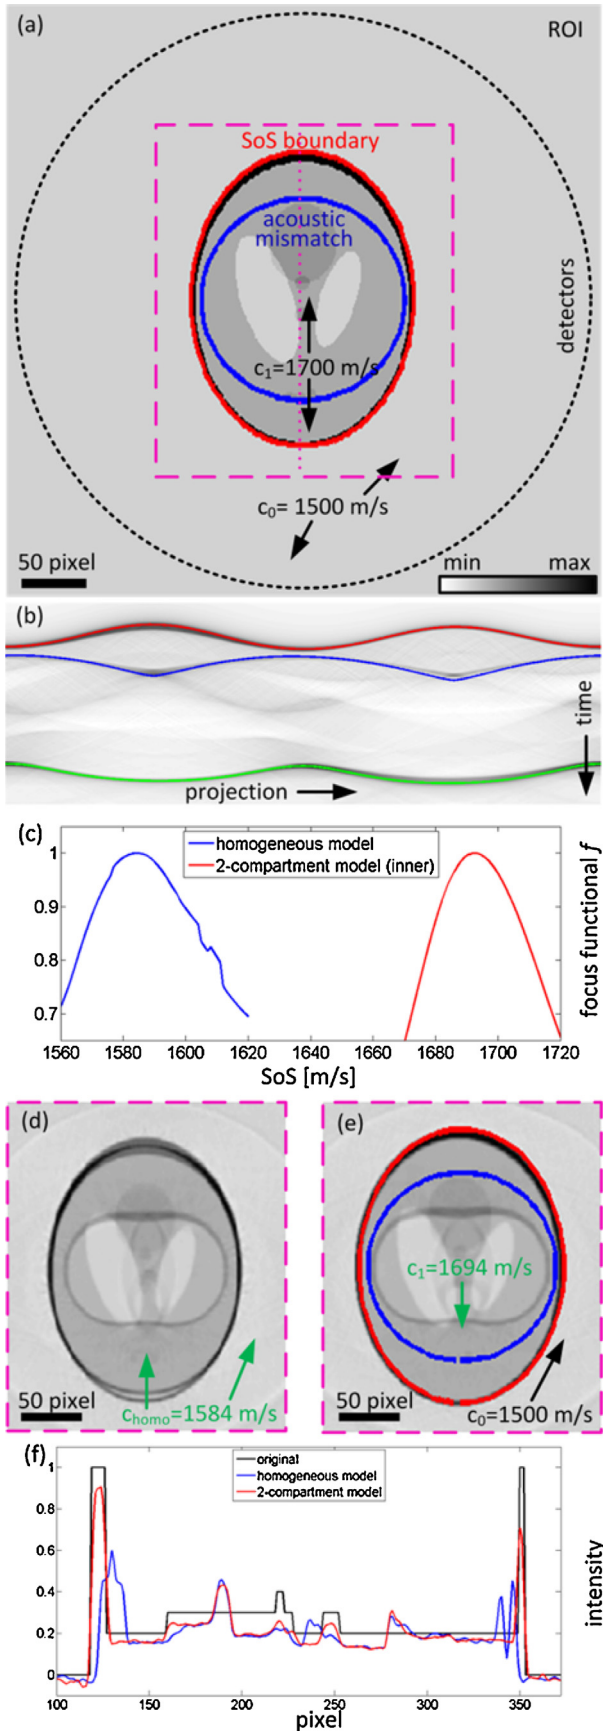 (a)
ROI
SoS boundary
acoustic
mismatch
detectors
c₁=1700 m/s
c₀= 1500 m/s
50 pixel
min max
(b)
time
projection
(c)
homogeneous model
2-compartment model (inner)
1
0.9
0.8
0.7
focus functional f
1560 1580 1600 1620 1640 1660 1680 1700 1720
SoS [m/s]
(d)
(e)
c₁=1694 m/s
50 pixel
c_homo=1584 m/s
50 pixel
c₀=1500 m/s
(f)
original
homogeneous model
2-compartment model
1
0.8
0.6
0.4
0.2
0
intensity
100 150 200 250 300 350
pixel